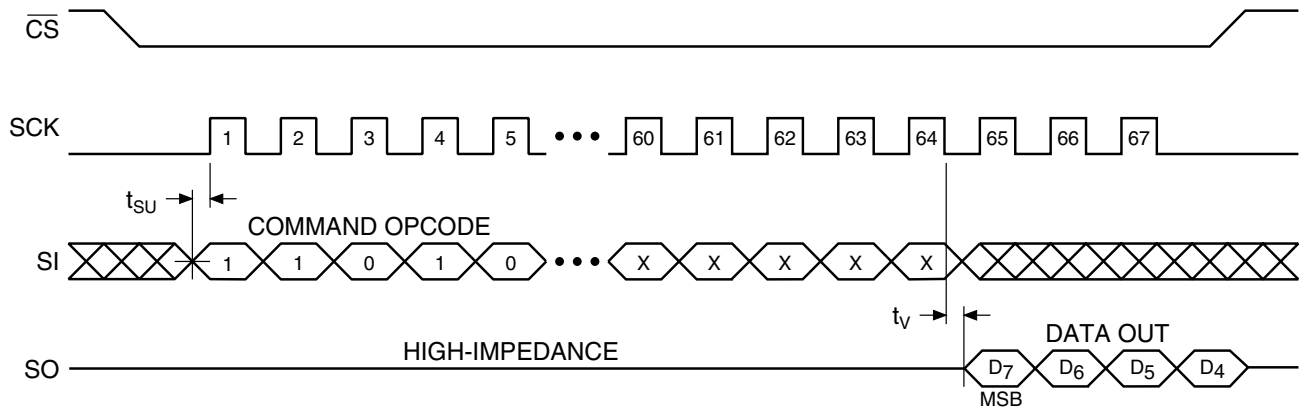 CS
SCK
1 2 3 4 5 ••• 60 61 62 63 64 65 66 67
tSU
COMMAND OPCODE
SI
1 1 0 1 0 ••• X X X X X
tV
DATA OUT
HIGH-IMPEDANCE
SO
D7 D6 D5 D4
MSB